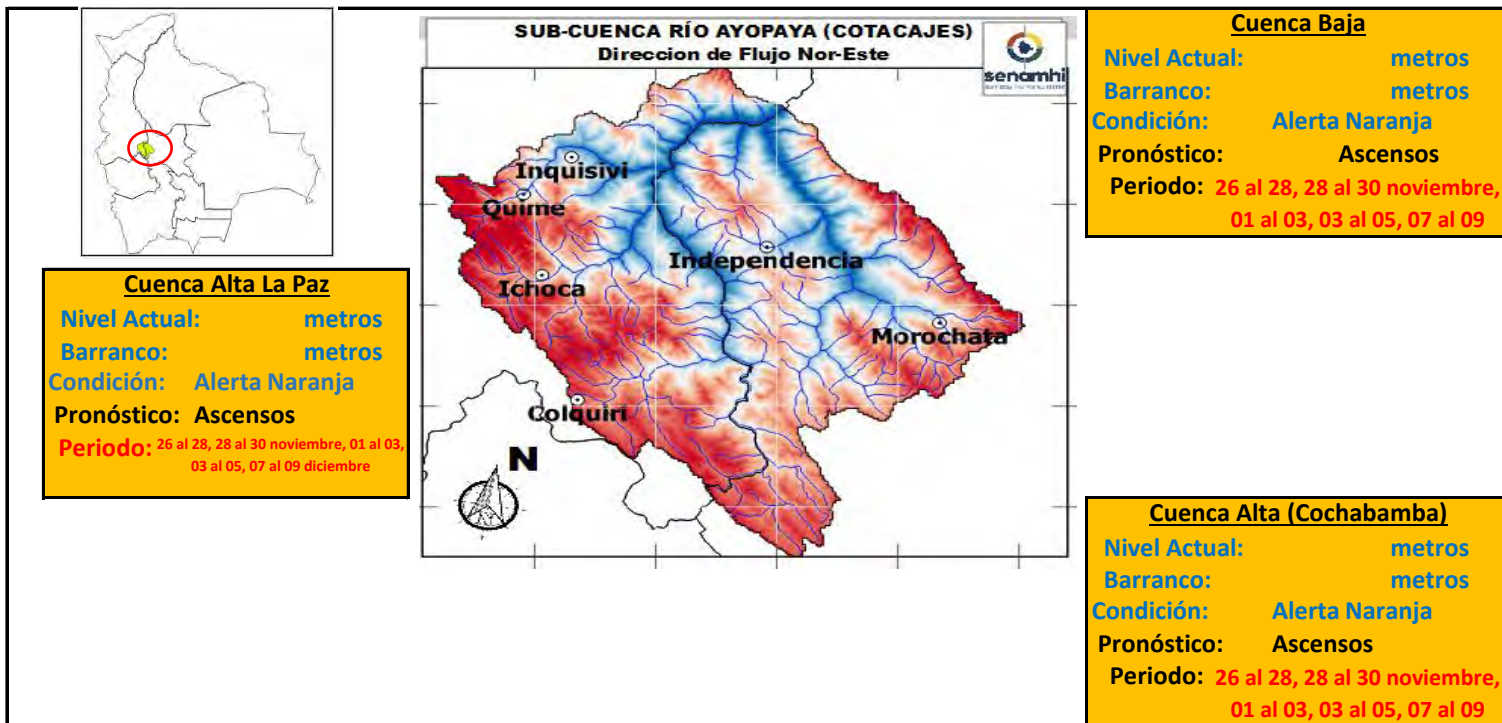 SUB-CUENCA RÍO AYOPAYA (COTACAJES)
Direccion de Flujo Nor-Este
senamhi
Inquisivi
Quime
Independencia
Ichoca
Morochata
Colquiri
N
Cuenca Alta La Paz
Nivel Actual: metros
Barranco: metros
Condición: Alerta Naranja
Pronóstico: Ascensos
Periodo: 26 al 28, 28 al 30 noviembre, 01 al 03,
03 al 05, 07 al 09 diciembre
Cuenca Baja
Nivel Actual: metros
Barranco: metros
Condición: Alerta Naranja
Pronóstico: Ascensos
Periodo: 26 al 28, 28 al 30 noviembre,
01 al 03, 03 al 05, 07 al 09
Cuenca Alta (Cochabamba)
Nivel Actual: metros
Barranco: metros
Condición: Alerta Naranja
Pronóstico: Ascensos
Periodo: 26 al 28, 28 al 30 noviembre,
01 al 03, 03 al 05, 07 al 09